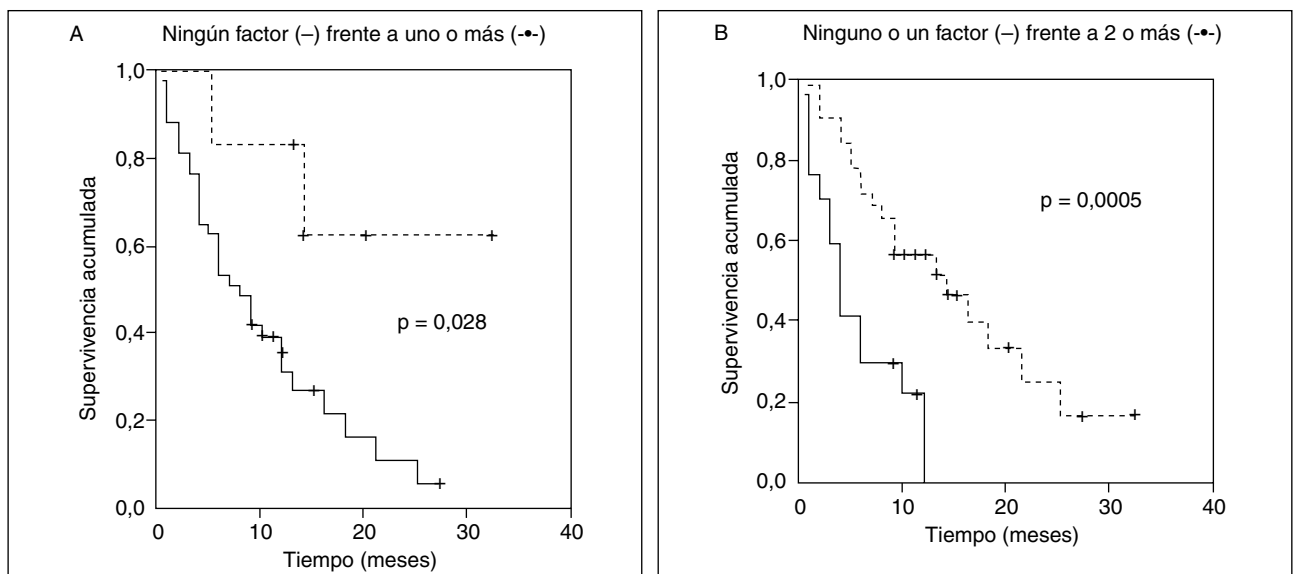 A Ningún factor (–) frente a uno o más (-•-)
1,0
0,8
0,6
0,4
0,2
0,0
Supervivencia acumulada
p = 0,028
0 10 20 30 40
Tiempo (meses)
B Ninguno o un factor (–) frente a 2 o más (-•-)
1,0
0,8
0,6
0,4
0,2
0,0
Supervivencia acumulada
p = 0,0005
0 10 20 30 40
Tiempo (meses)